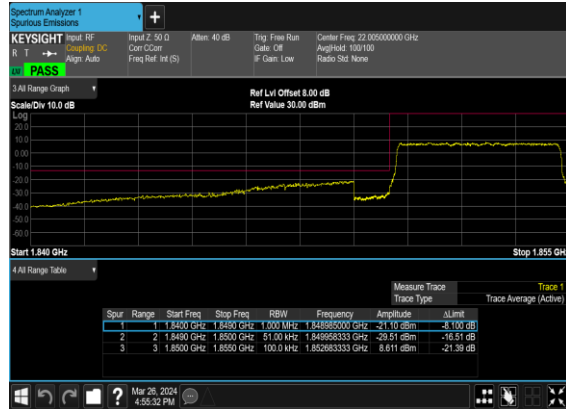 Spectrum Analyzer 1
Spurious Emissions
+
KEYSIGHT Input: RF Input Z: 50 Ω Atten: 40 dB Trig: Free Run Center Freq: 22.005000000 GHz
R T Coupling: DC Corr CCorr Gate: Off Avg|Hold: 100/100
Align: Auto Freq Ref: Int (S) IF Gain: Low Radio Std: None
PASS
3 All Range Graph
Ref Lvl Offset 8.00 dB
Scale/Div 10.0 dB Ref Value 30.00 dBm
Log
20.0
10.0
0.00
-10.0
-20.0
-30.0
-40.0
-50.0
-60.0
Start 1.840 GHz Stop 1.855 GH
4 All Range Table
Measure Trace Trace 1
Trace Type Trace Average (Active)
Spur Range Start Freq Stop Freq RBW Frequency Amplitude ΔLimit
1 1 1.8400 GHz 1.8490 GHz 1.000 MHz 1.848985000 GHz -21.10 dBm -8.100 dB
2 2 1.8490 GHz 1.8500 GHz 51.00 kHz 1.849958333 GHz -29.51 dBm -16.51 dB
3 3 1.8500 GHz 1.8550 GHz 100.0 kHz 1.852683333 GHz 8.611 dBm -21.39 dB
? Mar 26, 2024
4:55:32 PM